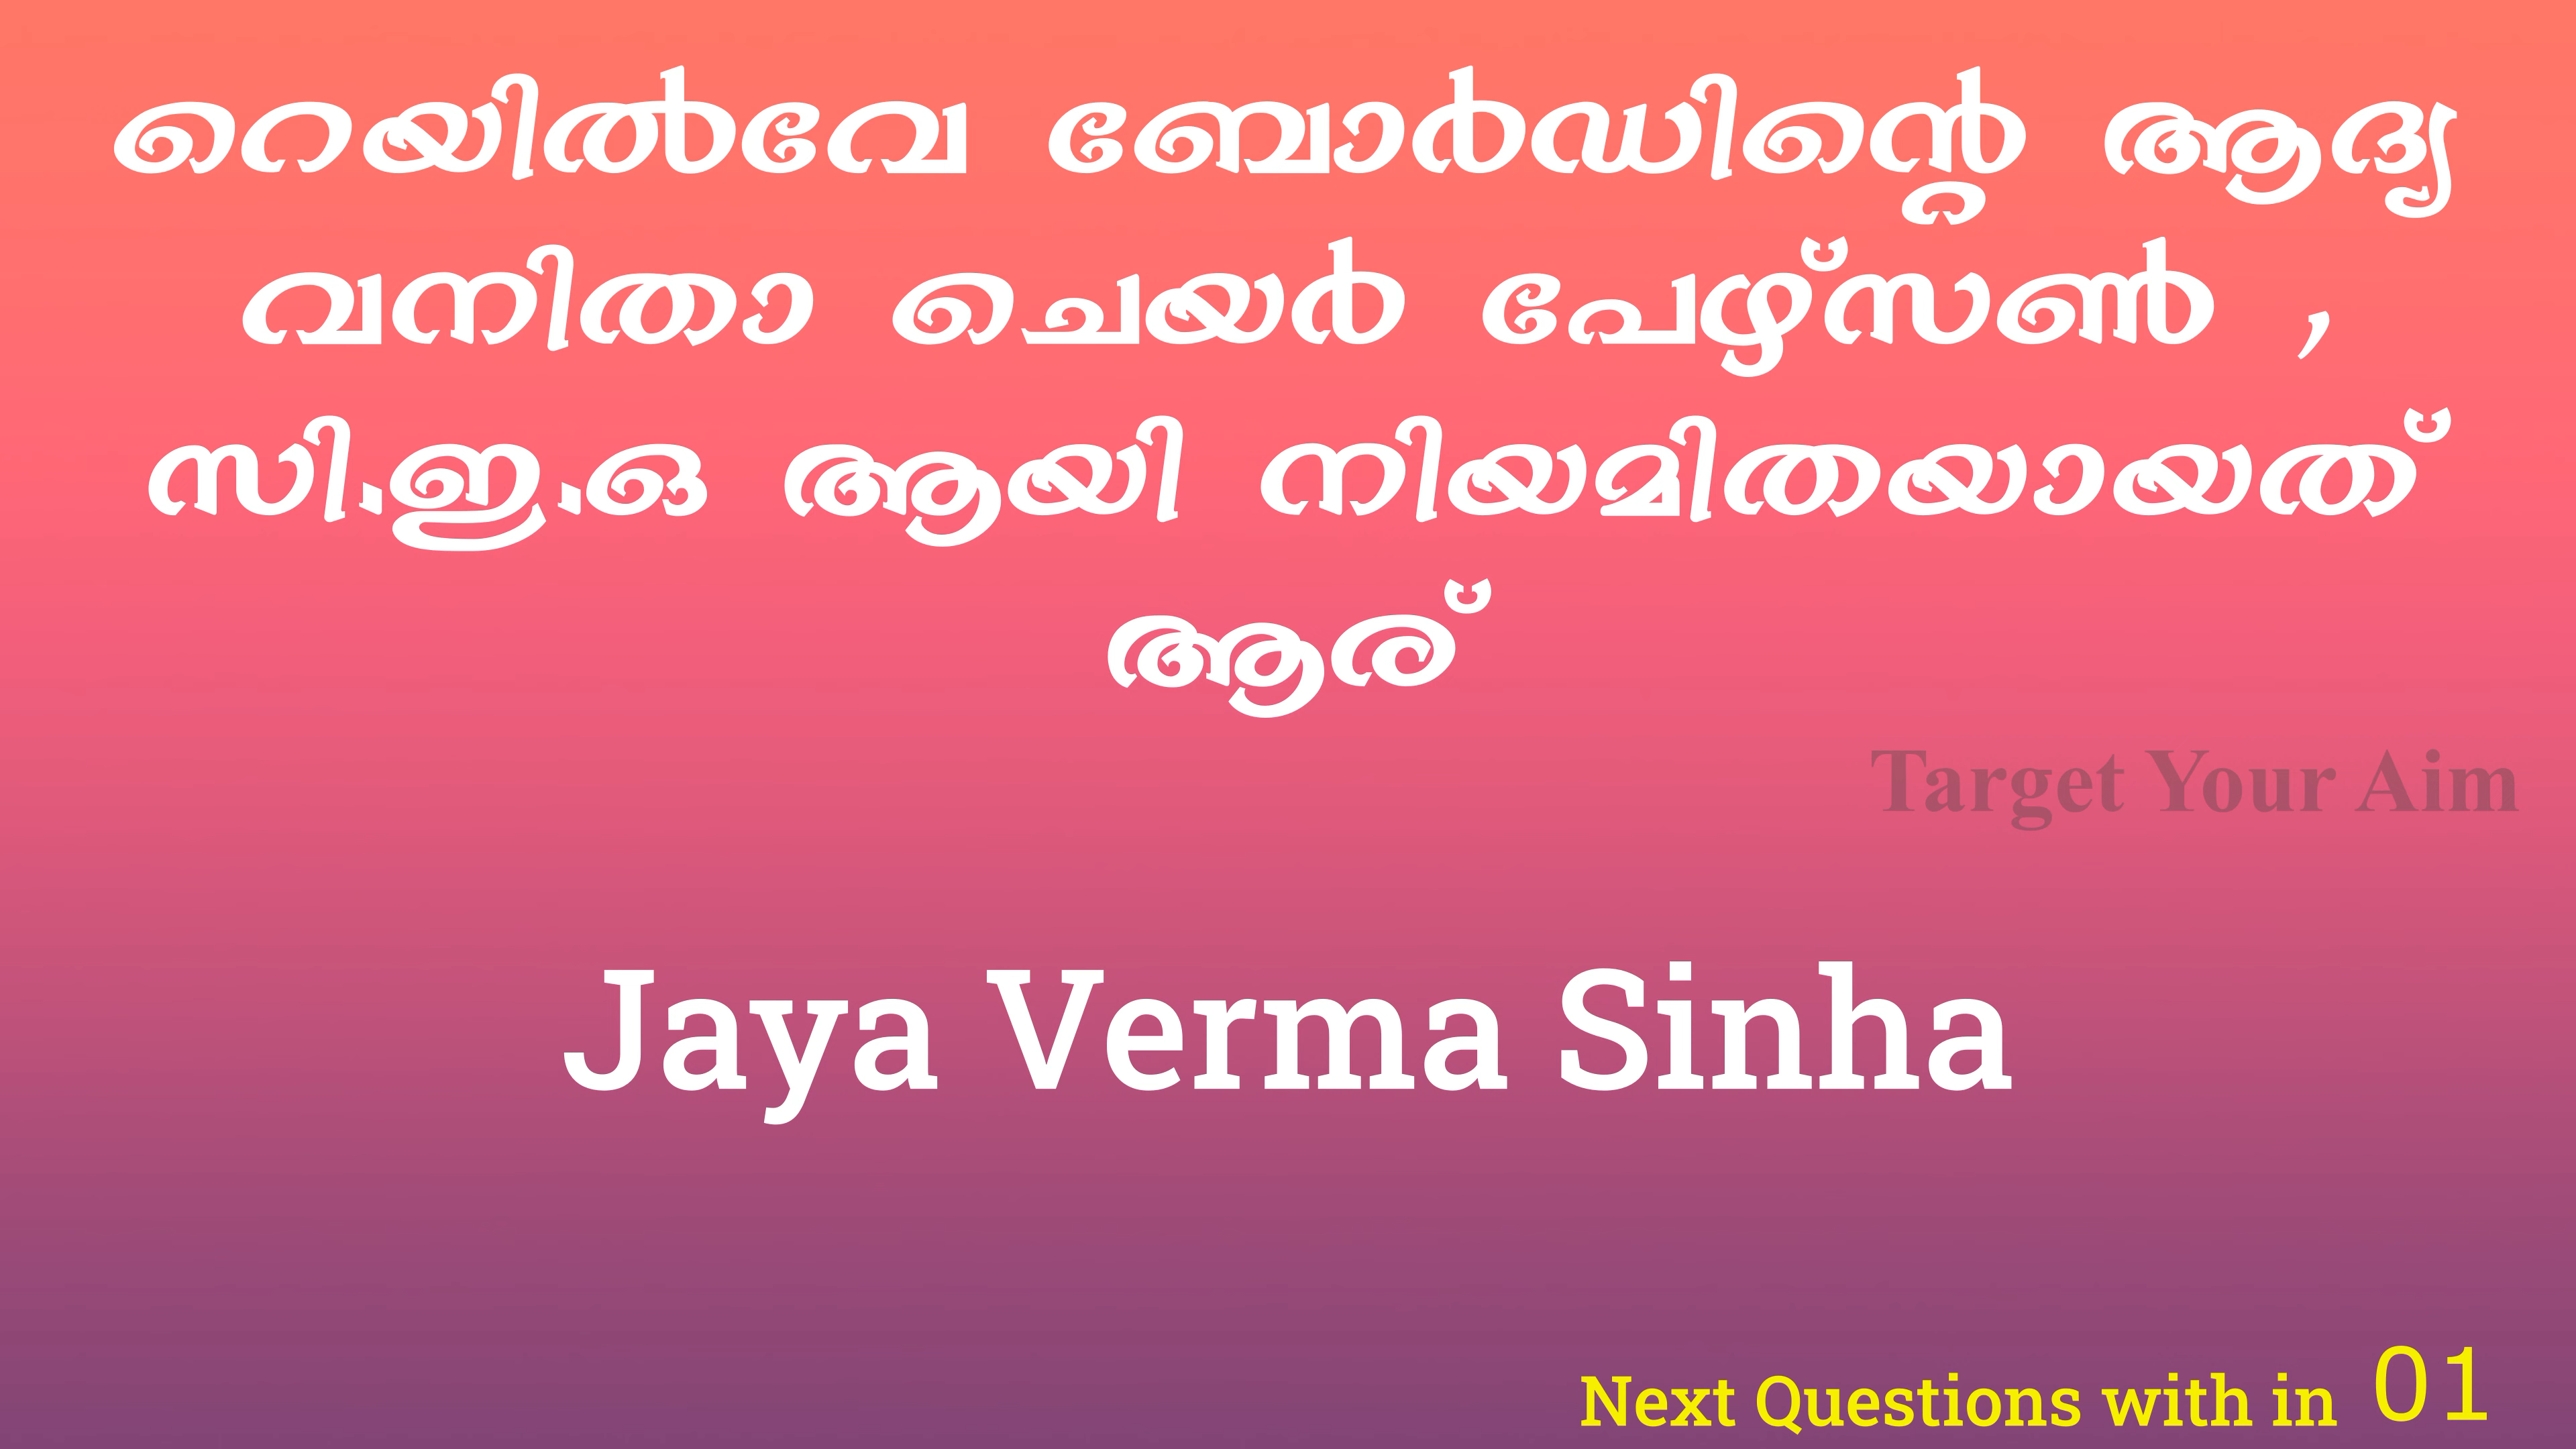 റെയിൽവേ ബോർഡിന്റെ ആദ്യ
വനിതാ ചെയർ പേഴ്സൺ ,
സി.ഇ.ഒ ആയി നിയമിതയായത്
ആര്
Target Your Aim
Jaya Verma Sinha
Next Questions with in 01